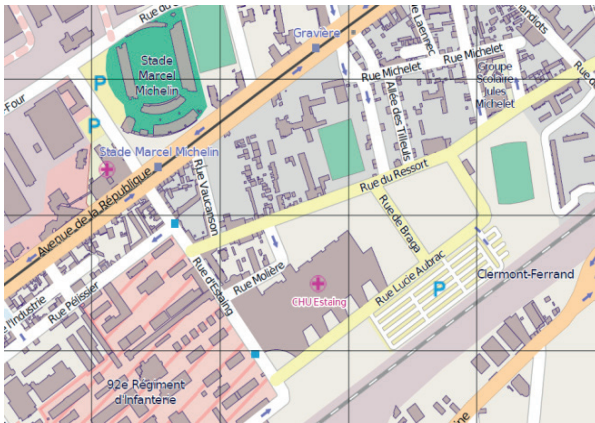 Rue du
Gravière
Rue Laennec
Stade
Marcel
Michelin
P
Rue Michelet
Rue Michelet
Groupe
Scolaire
Jules
Michelet
Rue de
-Four
P
Allée des Tilleuls
Stade Marcel Michelin
Rue du Ressort
Rue Vaucanson
Avenue de la République
Rue de Braga
Rue d'Estaing
Rue Molière
Rue Lucie Aubrac
Clermont-Ferrand
CHU Estaing
P
Rue Pélissier
l'Industrie
92e Régiment
d'Infanterie